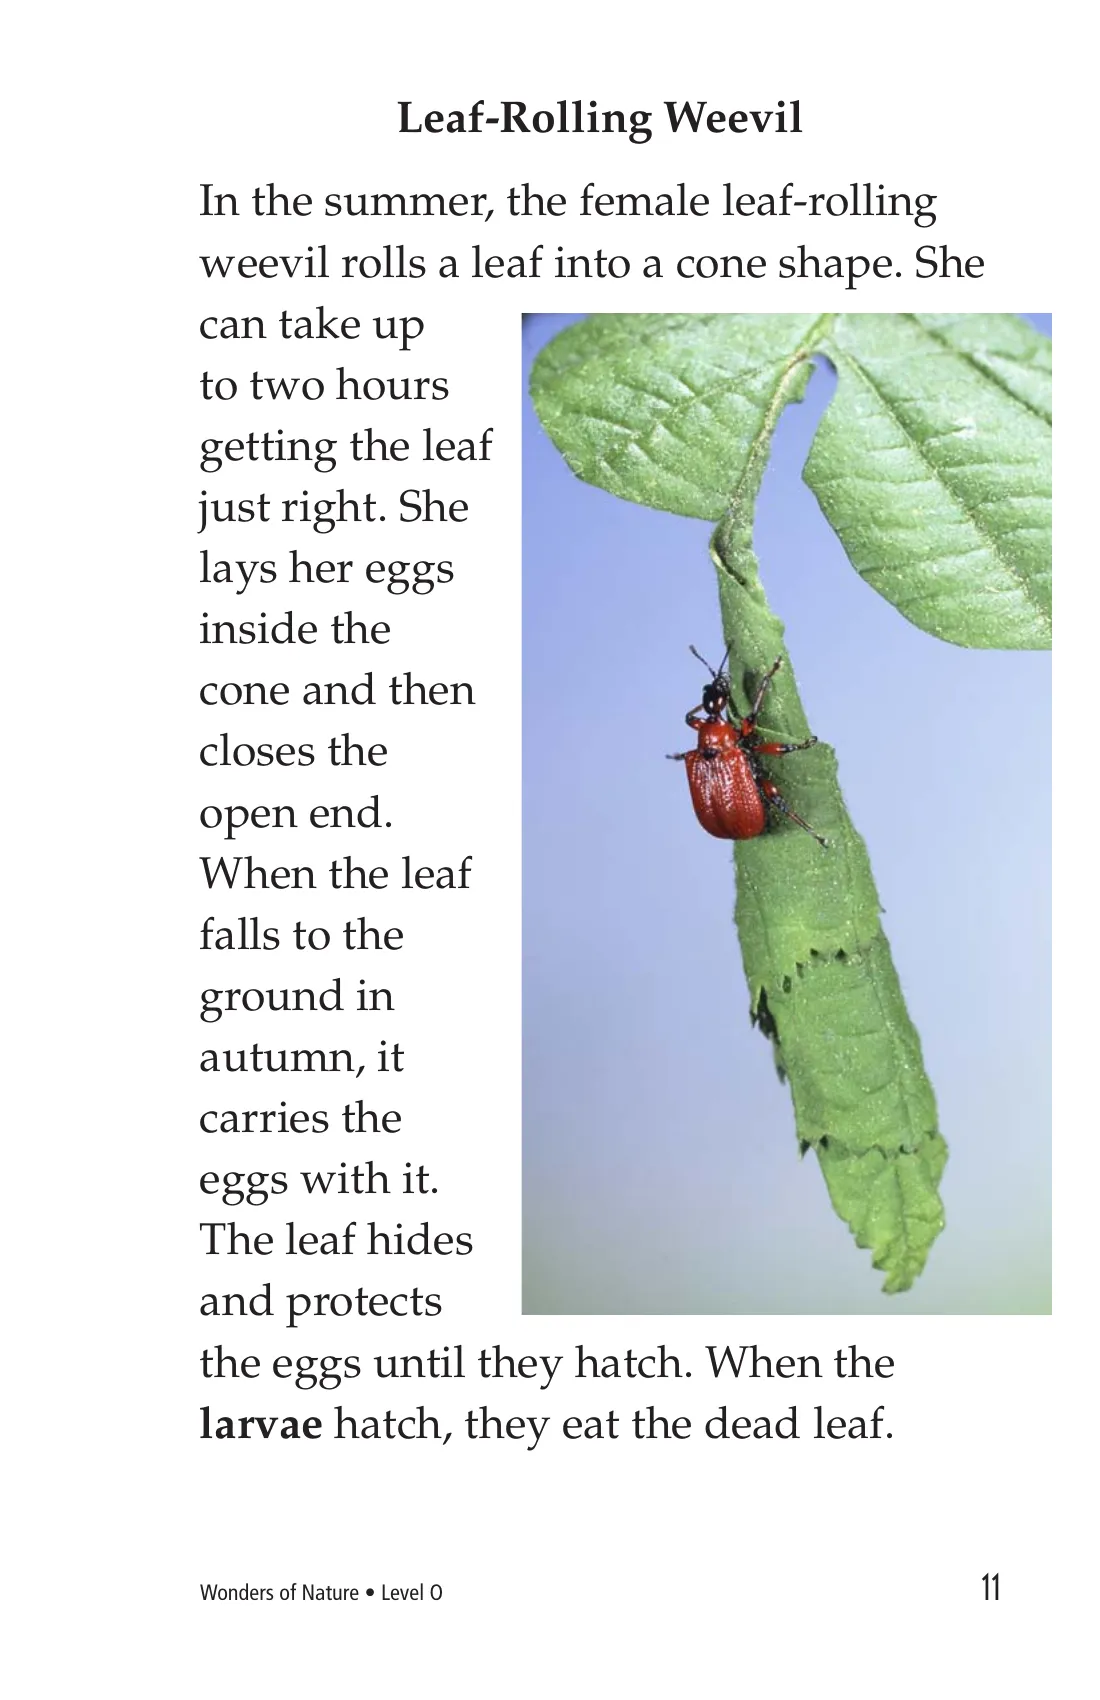 Leaf-Rolling Weevil
In the summer, the female leaf-rolling
weevil rolls a leaf into a cone shape. She
can take up
to two hours
getting the leaf
just right. She
lays her eggs
inside the
cone and then
closes the
open end.
When the leaf
falls to the
ground in
autumn, it
carries the
eggs with it.
The leaf hides
and protects
the eggs until they hatch. When the
larvae hatch, they eat the dead leaf.
Wonders of Nature • Level O
11